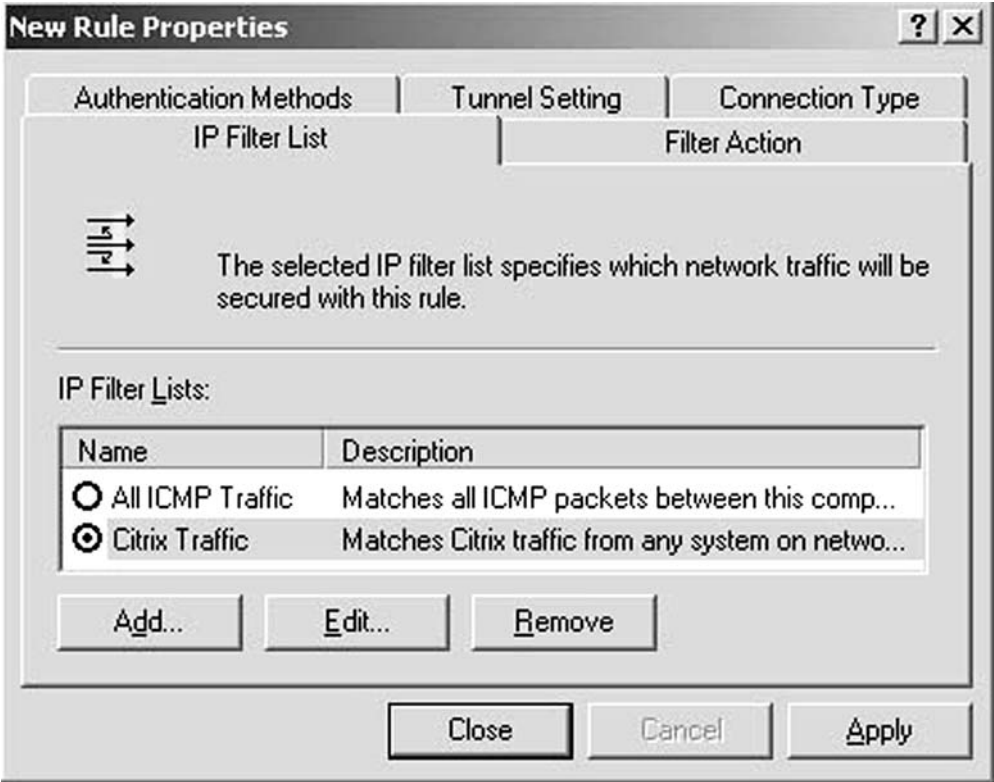 New Rule Properties
Authentication Methods Tunnel Setting Connection Type
IP Filter List Filter Action
The selected IP filter list specifies which network traffic will be
secured with this rule.
IP Filter Lists:
Name Description
All ICMP Traffic Matches all ICMP packets between this comp...
Citrix Traffic Matches Citrix traffic from any system on netwo...
Add... Edit... Remove
Close Cancel Apply